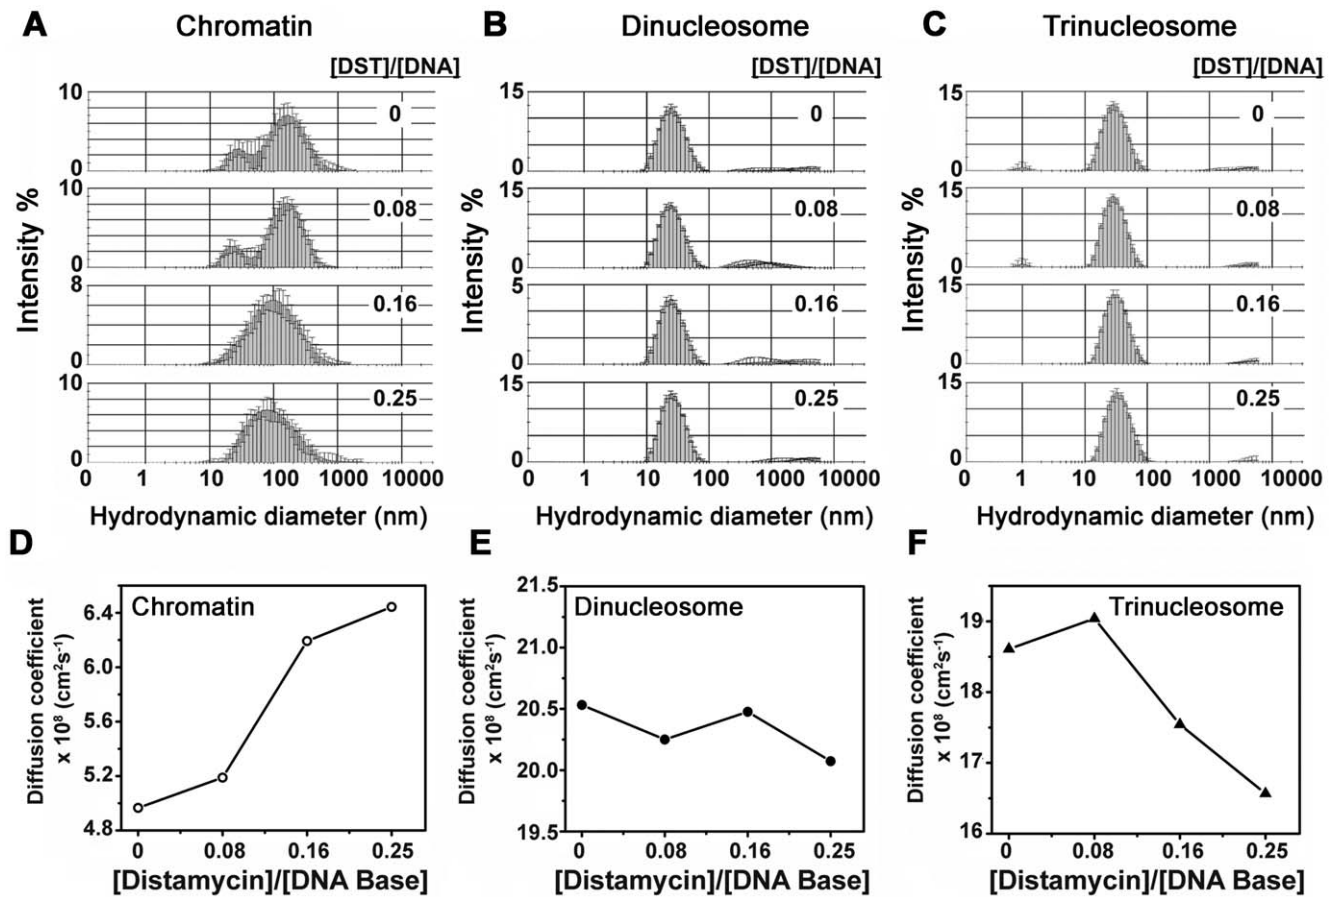 A Chromatin
[DST]/[DNA]
Intensity %
10
0
0
10
0.08
0
8
0.16
0
10
0.25
0
0 1 10 100 1000 10000
Hydrodynamic diameter (nm)
B Dinucleosome
[DST]/[DNA]
Intensity %
15
0
0
15
0.08
0
5
0.16
0
15
0.25
0
0 1 10 100 1000 10000
Hydrodynamic diameter (nm)
C Trinucleosome
[DST]/[DNA]
Intensity %
15
0
0
15
0.08
0
15
0.16
0
15
0.25
0
0 1 10 100 1000 10000
Hydrodynamic diameter (nm)
D
Chromatin
Diffusion coefficient
x 10⁸ (cm²s⁻¹)
6.4
6.0
5.6
5.2
4.8
0 0.08 0.16 0.25
[Distamycin]/[DNA Base]
E
Dinucleosome
Diffusion coefficient
x 10⁸ (cm²s⁻¹)
21.5
21.0
20.5
20.0
19.5
0 0.08 0.16 0.25
[Distamycin]/[DNA Base]
F
Trinucleosome
Diffusion coefficient
x 10⁸ (cm²s⁻¹)
19
18
17
16
0 0.08 0.16 0.25
[Distamycin]/[DNA Base]